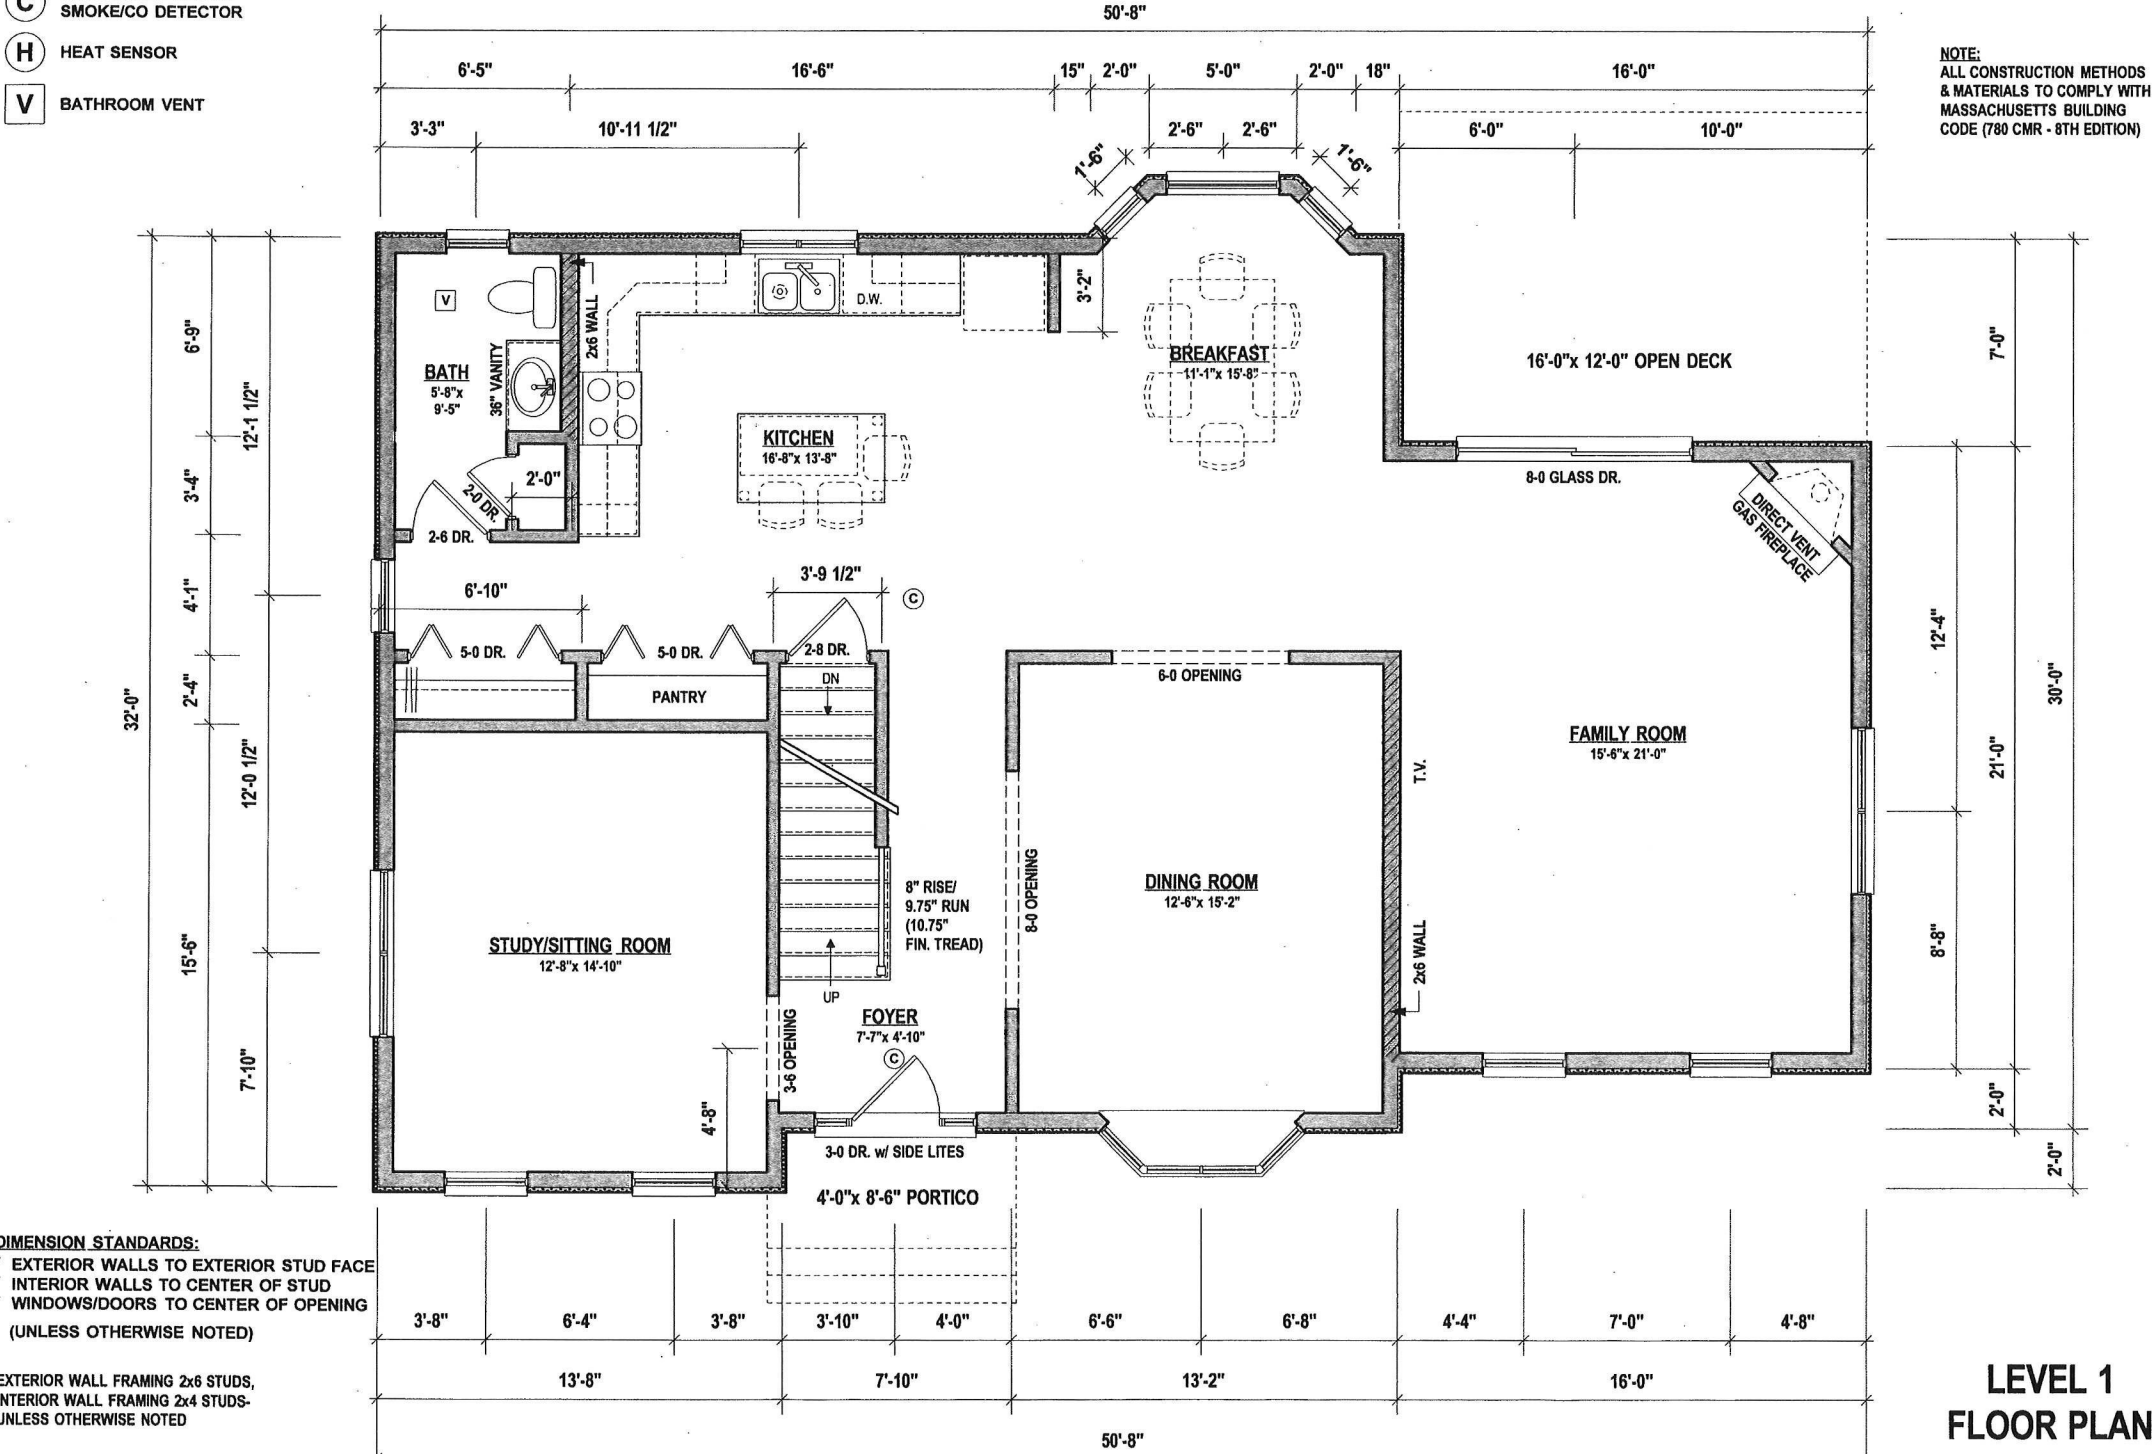 C
SMOKE/CO DETECTOR
H
HEAT SENSOR
V
BATHROOM VENT
NOTE:
ALL CONSTRUCTION METHODS
& MATERIALS TO COMPLY WITH
MASSACHUSETTS BUILDING
CODE (780 CMR - 8TH EDITION)
50'-8"
6'-5"
16'-6"
15"
2'-0"
5'-0"
2'-0"
18"
16'-0"
3'-3"
10'-11 1/2"
2'-6"
2'-6"
6'-0"
10'-0"
1'-6"
1'-6"
32'-0"
6'-9"
3'-4"
4'-1"
2'-4"
15'-6"
12'-1 1/2"
12'-0 1/2"
7'-10"
V
BATH
5'-8"x
9'-5"
36" VANITY
2x6 WALL
2'-0"
2-0 DR.
2-6 DR.
D.W.
KITCHEN
16'-8"x 13'-8"
3'-2"
BREAKFAST
11'-1"x 15'-8"
16'-0"x 12'-0" OPEN DECK
8-0 GLASS DR.
DIRECT VENT
GAS FIREPLACE
6'-10"
3'-9 1/2"
C
5-0 DR.
5-0 DR.
2-8 DR.
PANTRY
DN
6-0 OPENING
FAMILY ROOM
15'-6"x 21'-0"
T.V.
2x6 WALL
8-0 OPENING
DINING ROOM
12'-6"x 15'-2"
8" RISE/
9.75" RUN
(10.75"
FIN. TREAD)
STUDY/SITTING ROOM
12'-8"x 14'-10"
UP
FOYER
7'-7"x 4'-10"
C
3-6 OPENING
4'-8"
3-0 DR. w/ SIDE LITES
4'-0"x 8'-6" PORTICO
7'-0"
12'-4"
21'-0"
30'-0"
8'-8"
2'-0"
2'-0"
DIMENSION STANDARDS:
EXTERIOR WALLS TO EXTERIOR STUD FACE
INTERIOR WALLS TO CENTER OF STUD
WINDOWS/DOORS TO CENTER OF OPENING
(UNLESS OTHERWISE NOTED)
EXTERIOR WALL FRAMING 2x6 STUDS,
INTERIOR WALL FRAMING 2x4 STUDS-
UNLESS OTHERWISE NOTED
3'-8"
6'-4"
3'-8"
3'-10"
4'-0"
6'-6"
6'-8"
4'-4"
7'-0"
4'-8"
13'-8"
7'-10"
13'-2"
16'-0"
50'-8"
LEVEL 1
FLOOR PLAN